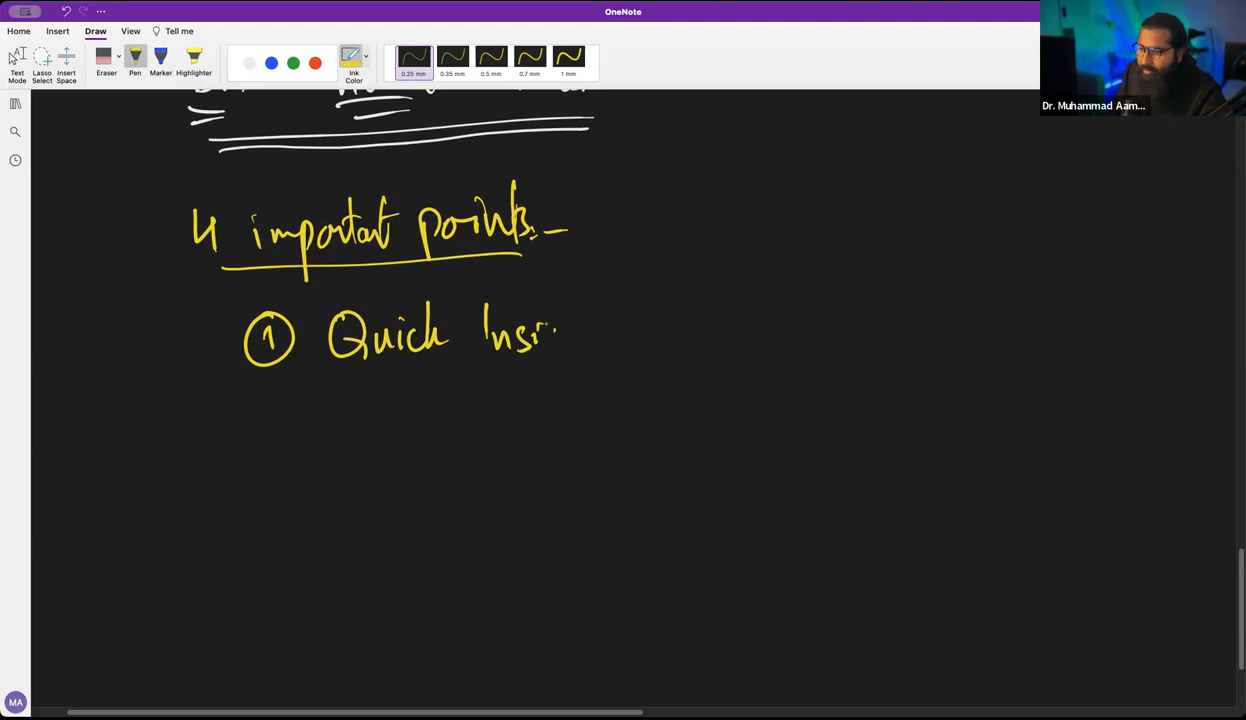 OneNote
Home Insert Draw View Tell me
Text Mode Lasso Select Insert Space Eraser Pen Marker Highlighter Ink Color 0.25 mm 0.35 mm 0.5 mm 0.7 mm 1 mm
Dr. Muhammad Aam...
4 important points:-
1 Quick Ins
MA